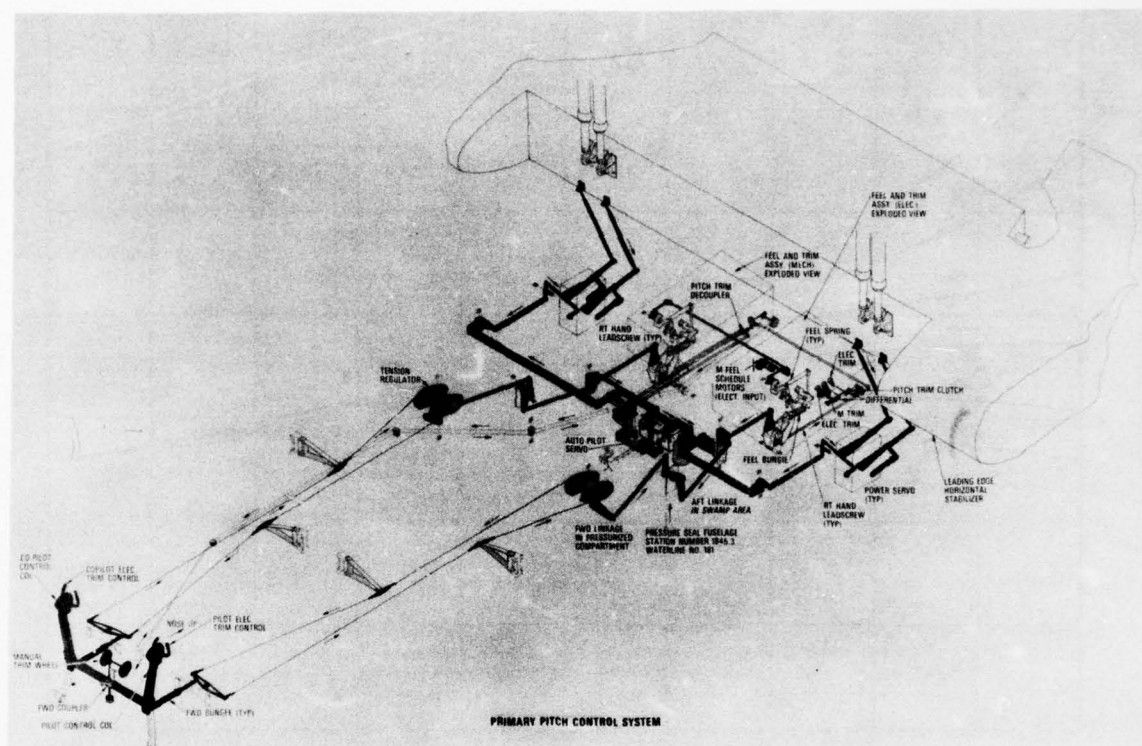 FEEL AND TRIM
ASSY (ELEC)
EXPLODED VIEW
FEEL AND TRIM
ASSY (MECH)
EXPLODED VIEW
PITCH TRIM
DECOUPLER
RT HAND
LEADSCREW (TYP)
FEEL SPRING
(TYP)
TENSION
REGULATOR
M FEEL
SCHEDULE
MOTORS
(ELECT. INPUT)
ELEC
TRIM
PITCH TRIM CLUTCH
DIFFERENTIAL
M TRIM
ELEC TRIM
AUTO PILOT
SERVO
FEEL BUNGIE
AFT LINKAGE
IN SWAMP AREA
POWER SERVO
(TYP)
LEADING EDGE
HORIZONTAL
STABILIZER
RT HAND
LEADSCREW
(TYP)
FWD LINKAGE
IN PRESSURIZED
COMPARTMENT
PRESSURE SEAL FUSELAGE
STATION NUMBER 1846.3
WATERLINE NO. 181
CO PILOT
CONTROL
COL
COPILOT ELEC
TRIM CONTROL
NOSE UP
PILOT ELEC
TRIM CONTROL
MANUAL
TRIM WHEEL
FWD COUPLER
PILOT CONTROL COL
FWD BUNGEE (TYP)
PRIMARY PITCH CONTROL SYSTEM